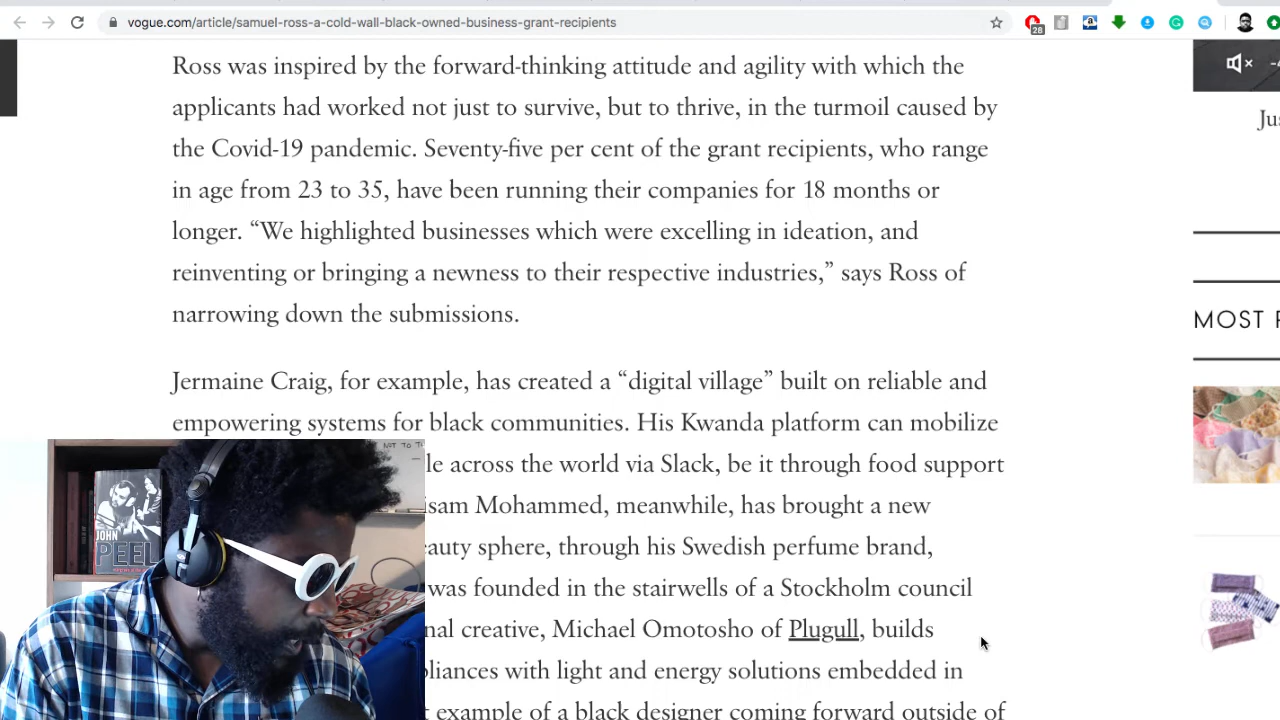 vogue.com/article/samuel-ross-a-cold-wall-black-owned-business-grant-recipients
28
Ross was inspired by the forward-thinking attitude and agility with which the
applicants had worked not just to survive, but to thrive, in the turmoil caused by
the Covid-19 pandemic. Seventy-five per cent of the grant recipients, who range
in age from 23 to 35, have been running their companies for 18 months or
longer. “We highlighted businesses which were excelling in ideation, and
reinventing or bringing a newness to their respective industries,” says Ross of
narrowing down the submissions.
MOST
Jermaine Craig, for example, has created a “digital village” built on reliable and
empowering systems for black communities. His Kwanda platform can mobilize
across the world via Slack, be it through food support
Mohammed, meanwhile, has brought a new
sphere, through his Swedish perfume brand,
was founded in the stairwells of a Stockholm council
creative, Michael Omotosho of Plugull, builds
with light and energy solutions embedded in
example of a black designer coming forward outside of
JOHN
PEEL